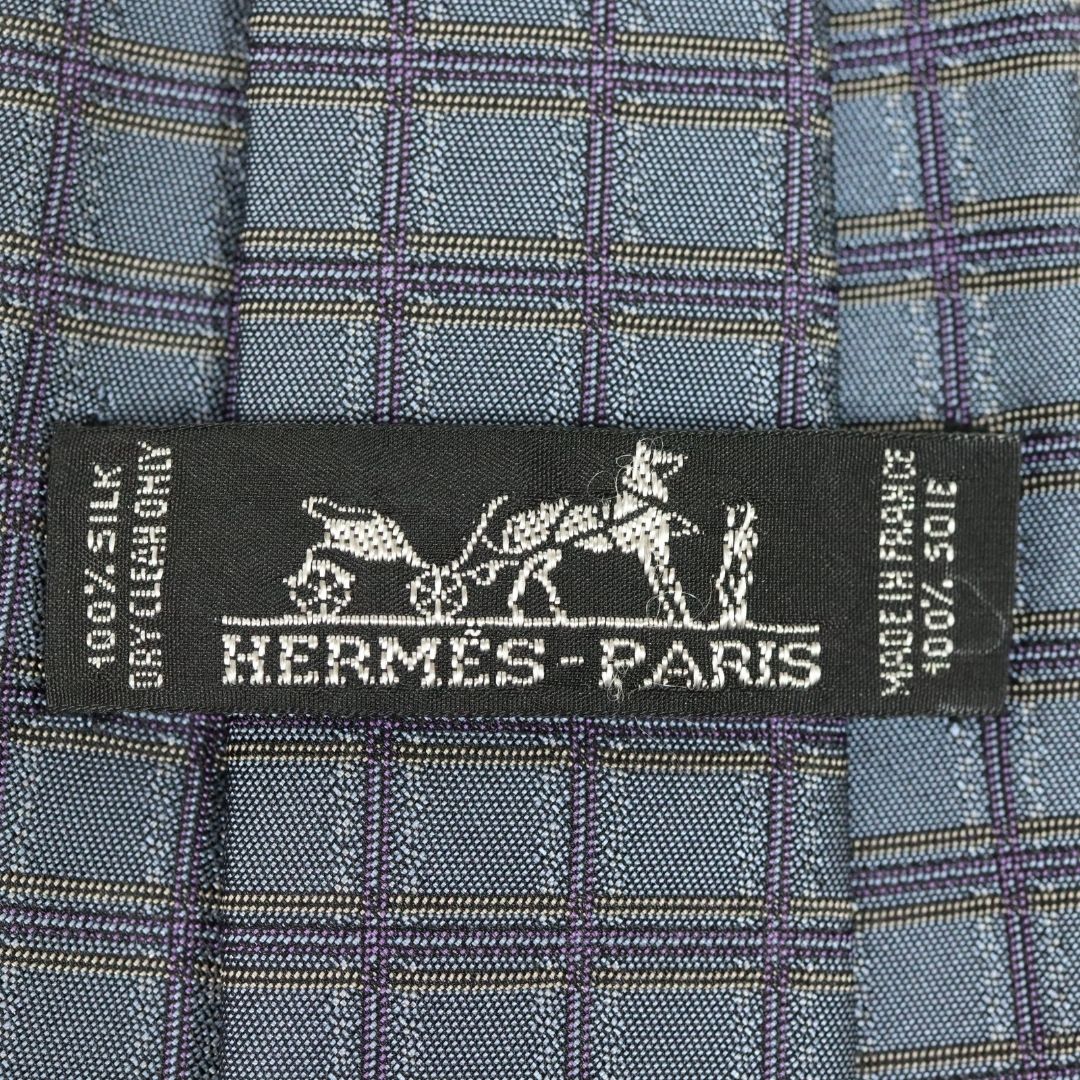 100% SILK
DRY CLEAN ONLY
HERMÈS-PARIS
MADE IN FRANCE
100% SOIE